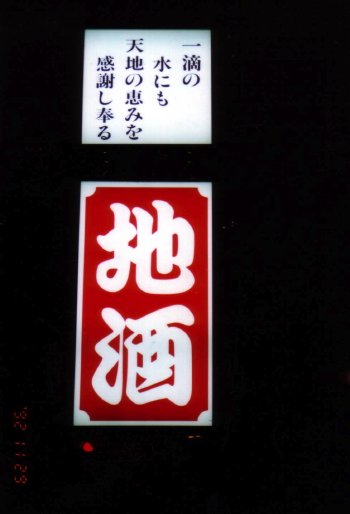 一滴の
水にも
天地の恵みを
感謝し奉る
地酒
'92 11 29